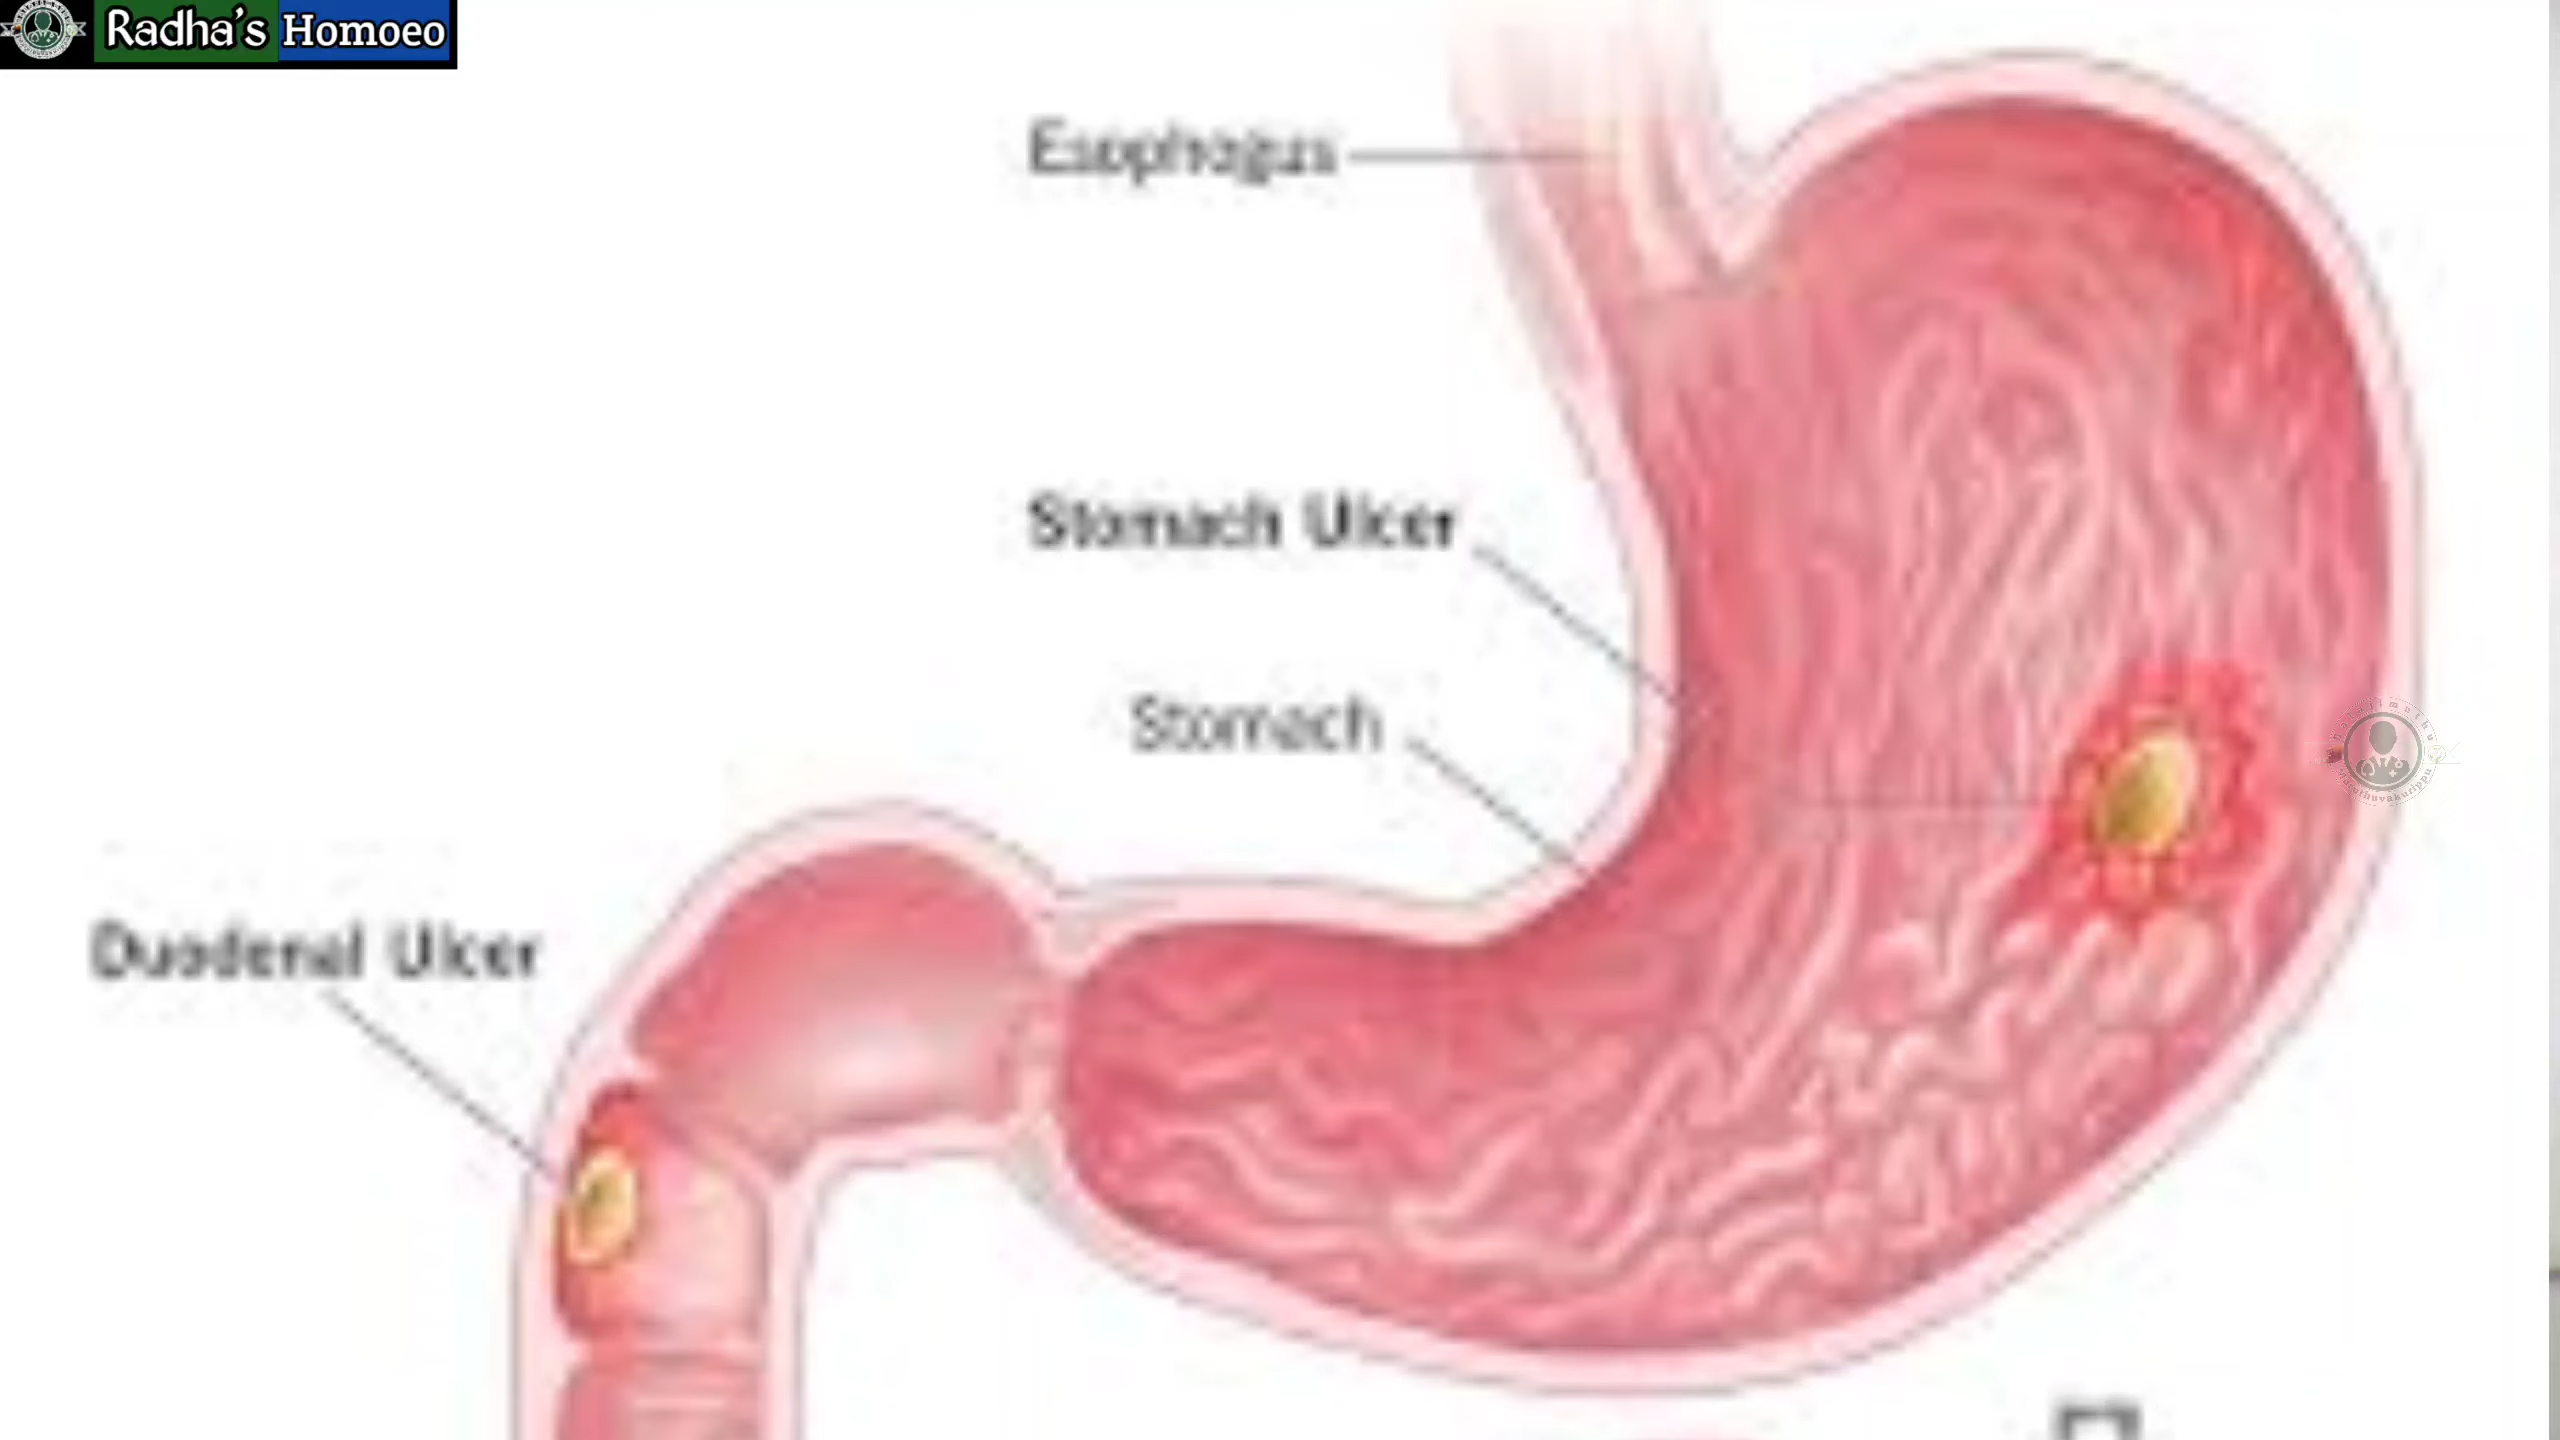 Radha's Homoeo
Esophagus
Stomach Ulcer
Stomach
Duodenal Ulcer